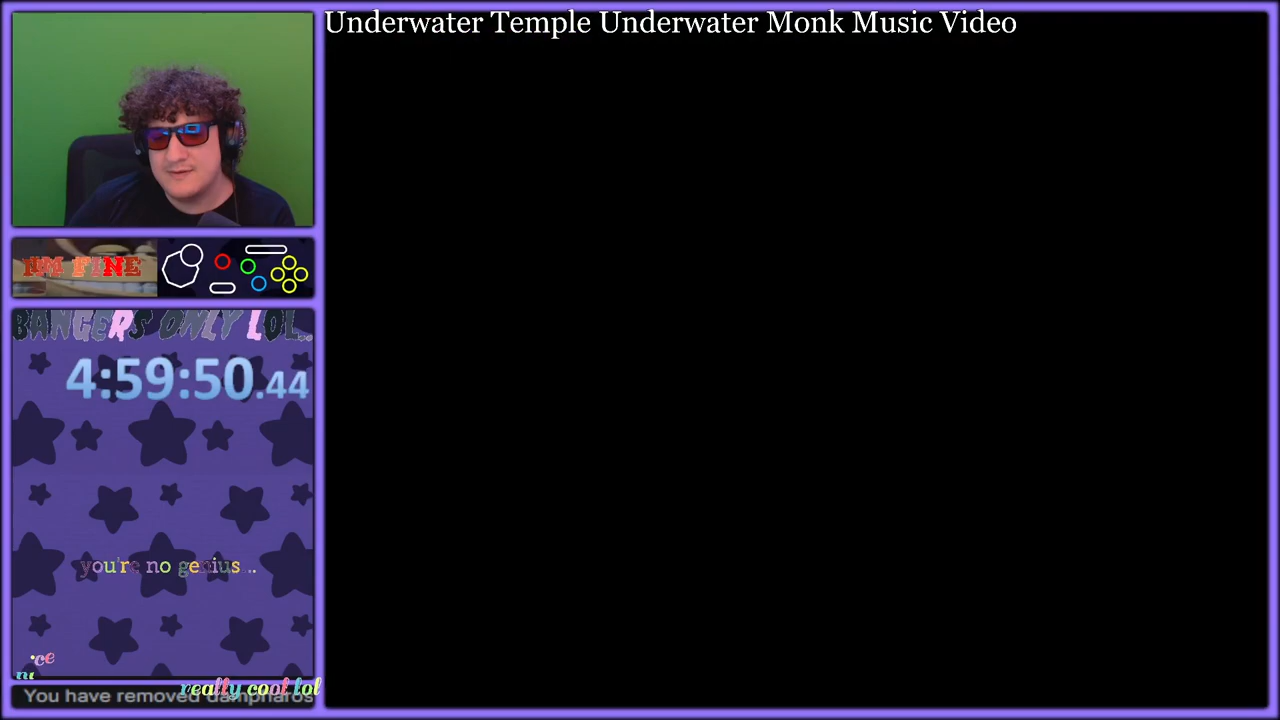 Underwater Temple Underwater Monk Music Video
I'M FINE
BANGERS ONLY LOL..
4:59:50.44
you're no genius...
really cool lol
You have removed dampharos